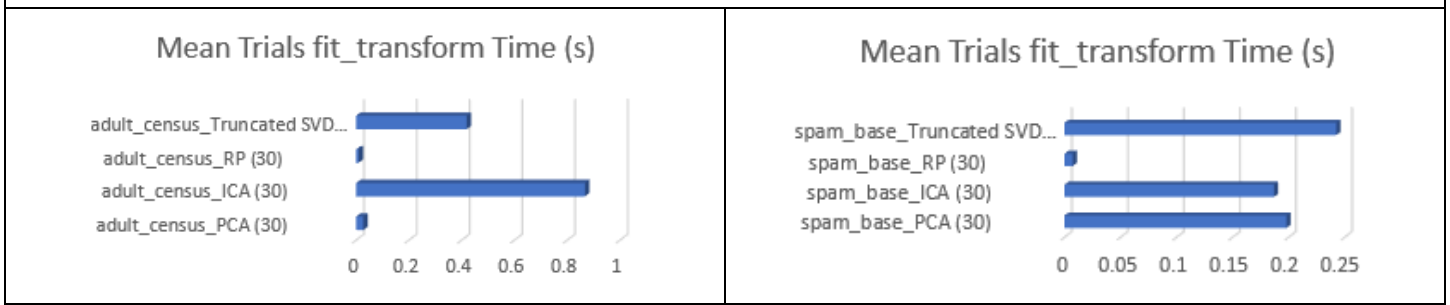 Mean Trials fit_transform Time (s)
adult_census_Truncated SVD...
adult_census_RP (30)
adult_census_ICA (30)
adult_census_PCA (30)
0 0.2 0.4 0.6 0.8 1
Mean Trials fit_transform Time (s)
spam_base_Truncated SVD...
spam_base_RP (30)
spam_base_ICA (30)
spam_base_PCA (30)
0 0.05 0.1 0.15 0.2 0.25